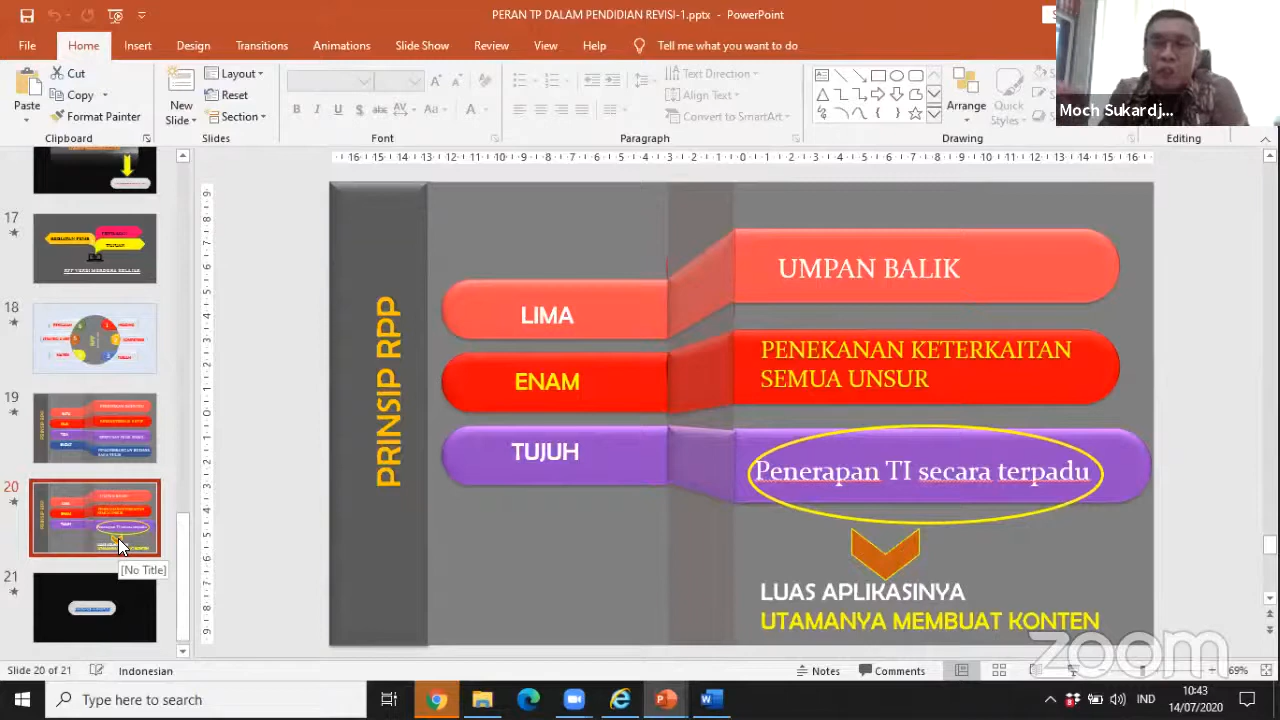 PERAN TP DALAM PENDIDIAN REVISI-1.pptx - PowerPoint
File Home Insert Design Transitions Animations Slide Show Review View Help Tell me what you want to do
Cut
Copy
Format Painter
Paste
Clipboard
New
Layout
Reset
Section
Slides
Font
Text Direction
Align Text
Convert to SmartArt
Paragraph
Arrange
Quick
Styles
Drawing
Editing
Moch Sukardj...
17
18
19
20
21
[No Title]
PRINSIP RPP
LIMA
UMPAN BALIK
ENAM
PENEKANAN KETERKAITAN
SEMUA UNSUR
TUJUH
Penerapan TI secara terpadu
LUAS APLIKASINYA
UTAMANYA MEMBUAT KONTEN
zoom
Slide 20 of 21
Indonesian
Notes
Comments
69%
Type here to search
IND
10:43
14/07/2020